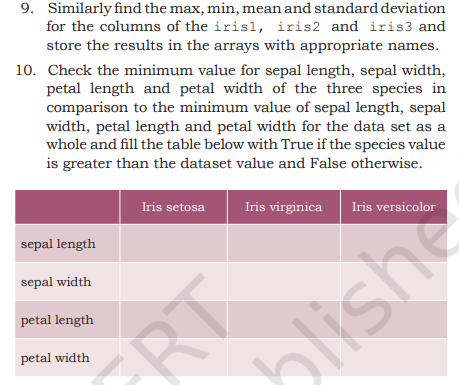 9. Similarly find the max, min, mean and standard deviation
for the columns of the iris1, iris2 and iris3 and
store the results in the arrays with appropriate names.
10. Check the minimum value for sepal length, sepal width,
petal length and petal width of the three species in
comparison to the minimum value of sepal length, sepal
width, petal length and petal width for the data set as a
whole and fill the table below with True if the species value
is greater than the dataset value and False otherwise.
Iris setosa Iris virginica Iris versicolor
sepal length
sepal width
petal length
petal width